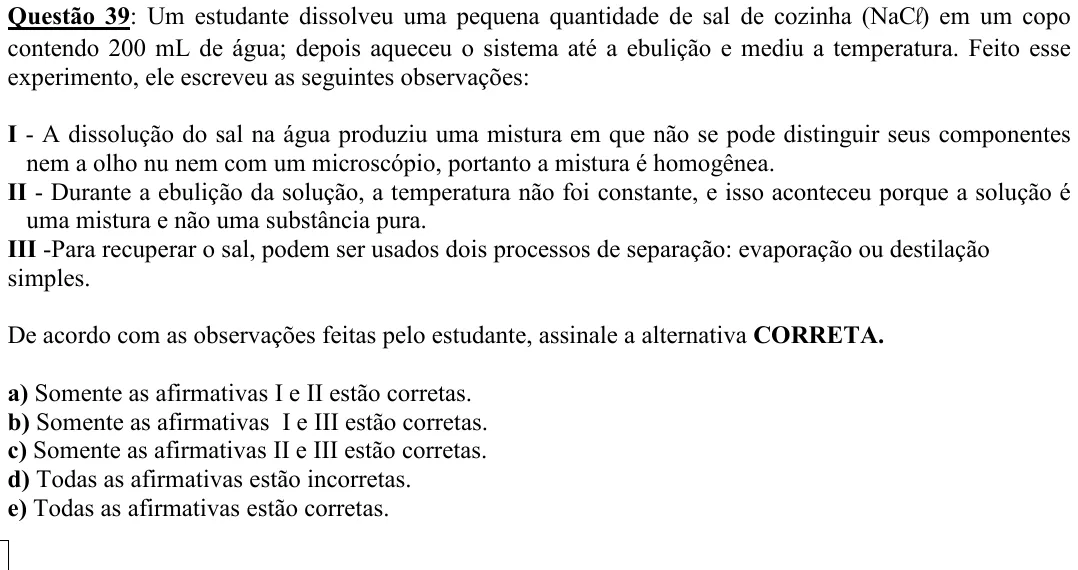 Questão 39: Um estudante dissolveu uma pequena quantidade de sal de cozinha (NaCℓ) em um copo
contendo 200 mL de água; depois aqueceu o sistema até a ebulição e mediu a temperatura. Feito esse
experimento, ele escreveu as seguintes observações:
I - A dissolução do sal na água produziu uma mistura em que não se pode distinguir seus componentes
nem a olho nu nem com um microscópio, portanto a mistura é homogênea.
II - Durante a ebulição da solução, a temperatura não foi constante, e isso aconteceu porque a solução é
uma mistura e não uma substância pura.
III -Para recuperar o sal, podem ser usados dois processos de separação: evaporação ou destilação
simples.
De acordo com as observações feitas pelo estudante, assinale a alternativa CORRETA.
a) Somente as afirmativas I e II estão corretas.
b) Somente as afirmativas I e III estão corretas.
c) Somente as afirmativas II e III estão corretas.
d) Todas as afirmativas estão incorretas.
e) Todas as afirmativas estão corretas.